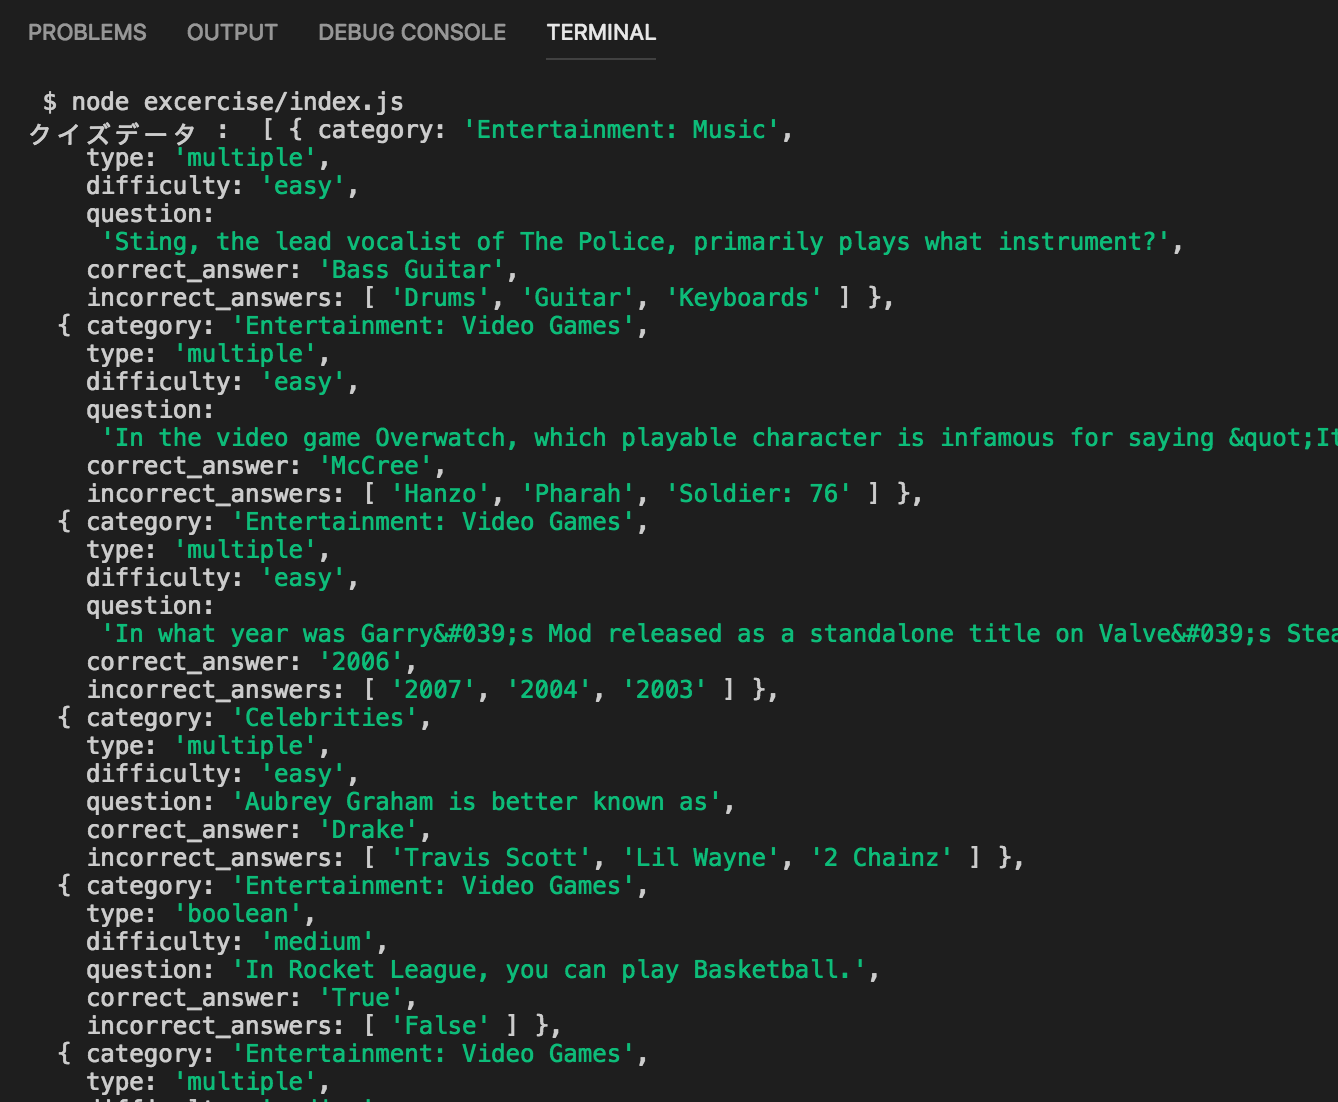 PROBLEMS OUTPUT DEBUG CONSOLE TERMINAL
$ node excercise/index.js
クイズデータ : [ { category: 'Entertainment: Music',
type: 'multiple',
difficulty: 'easy',
question:
'Sting, the lead vocalist of The Police, primarily plays what instrument?',
correct_answer: 'Bass Guitar',
incorrect_answers: [ 'Drums', 'Guitar', 'Keyboards' ] },
{ category: 'Entertainment: Video Games',
type: 'multiple',
difficulty: 'easy',
question:
'In the video game Overwatch, which playable character is infamous for saying &quot;It
correct_answer: 'McCree',
incorrect_answers: [ 'Hanzo', 'Pharah', 'Soldier: 76' ] },
{ category: 'Entertainment: Video Games',
type: 'multiple',
difficulty: 'easy',
question:
'In what year was Garry&#039;s Mod released as a standalone title on Valve&#039;s Stea
correct_answer: '2006',
incorrect_answers: [ '2007', '2004', '2003' ] },
{ category: 'Celebrities',
type: 'multiple',
difficulty: 'easy',
question: 'Aubrey Graham is better known as',
correct_answer: 'Drake',
incorrect_answers: [ 'Travis Scott', 'Lil Wayne', '2 Chainz' ] },
{ category: 'Entertainment: Video Games',
type: 'boolean',
difficulty: 'medium',
question: 'In Rocket League, you can play Basketball.',
correct_answer: 'True',
incorrect_answers: [ 'False' ] },
{ category: 'Entertainment: Video Games',
type: 'multiple',